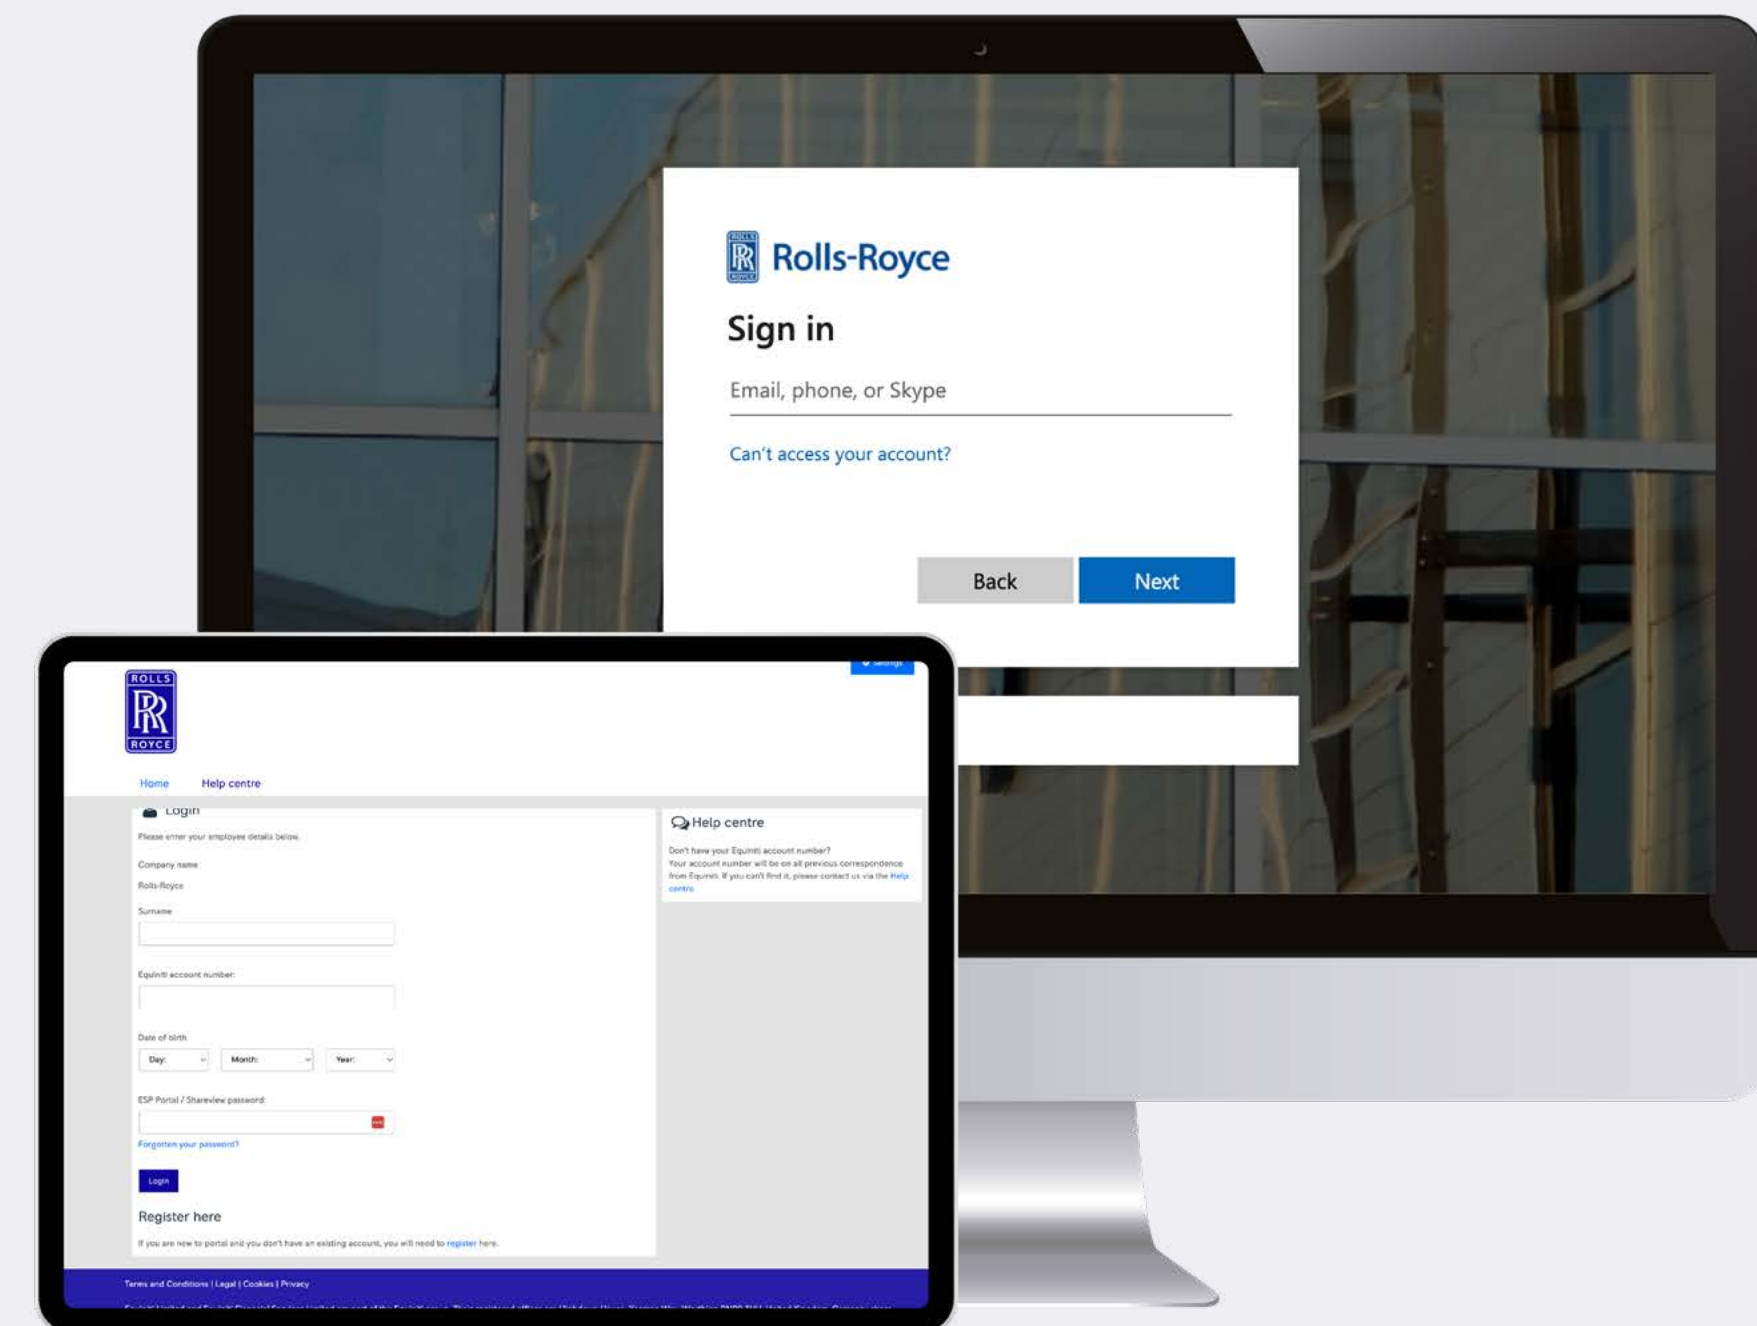 ROLLS
RR
ROYCE
Rolls-Royce
Sign in
Email, phone, or Skype
Can't access your account?
Back
Next
Settings
ROLLS
RR
ROYCE
Home
Help centre
Login
Please enter your employee details below.
Company name
Rolls-Royce
Surname
Equiniti account number:
Date of birth
Day:
Month:
Year:
ESP Portal / Shareview password:
Forgotten your password?
Login
Register here
If you are new to portal and you don't have an existing account, you will need to register here.
Help centre
Don't have your Equiniti account number?
Your account number will be on all previous correspondence
from Equiniti. If you can't find it, please contact us via the Help
centre
Terms and Conditions | Legal | Cookies | Privacy